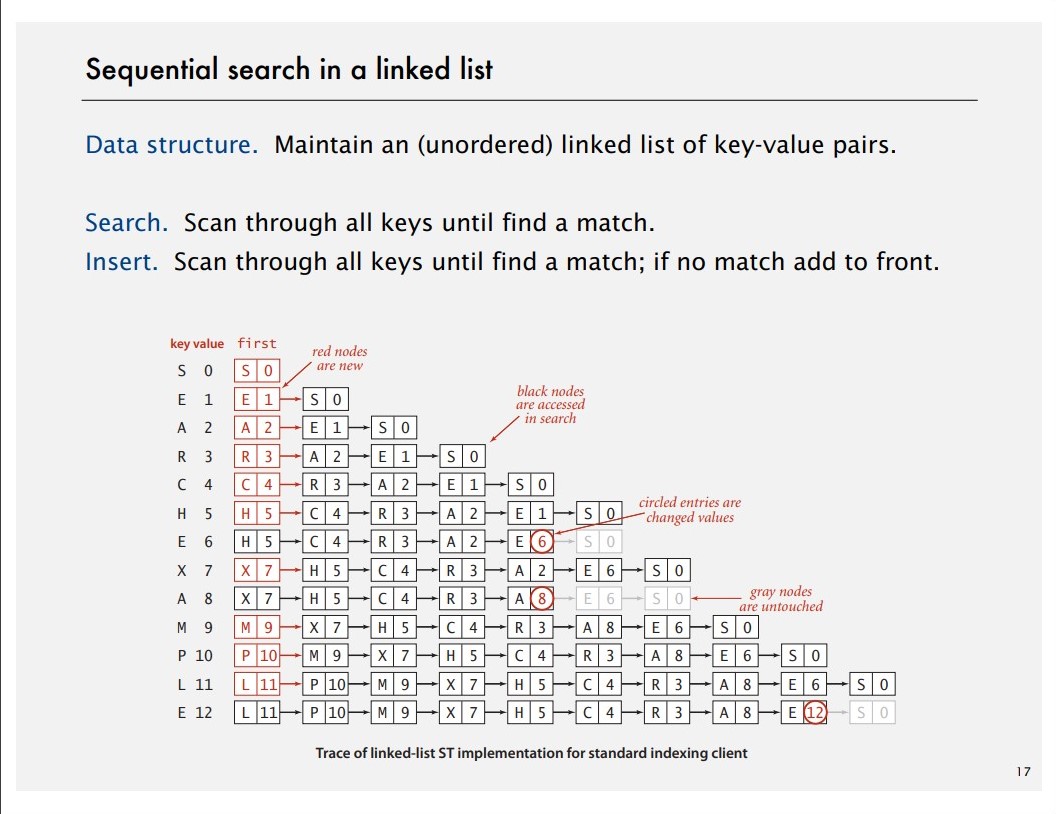 Sequential search in a linked list
Data structure. Maintain an (unordered) linked list of key-value pairs.
Search. Scan through all keys until find a match.
Insert. Scan through all keys until find a match; if no match add to front.
key value first
red nodes
are new
black nodes
are accessed
in search
circled entries are
changed values
gray nodes
are untouched
S 0 S 0
E 1 E 1 S 0
A 2 A 2 E 1 S 0
R 3 R 3 A 2 E 1 S 0
C 4 C 4 R 3 A 2 E 1 S 0
H 5 H 5 C 4 R 3 A 2 E 1 S 0
E 6 H 5 C 4 R 3 A 2 E 6 S 0
X 7 X 7 H 5 C 4 R 3 A 2 E 6 S 0
A 8 X 7 H 5 C 4 R 3 A 8 E 6 S 0
M 9 M 9 X 7 H 5 C 4 R 3 A 8 E 6 S 0
P 10 P 10 M 9 X 7 H 5 C 4 R 3 A 8 E 6 S 0
L 11 L 11 P 10 M 9 X 7 H 5 C 4 R 3 A 8 E 6 S 0
E 12 L 11 P 10 M 9 X 7 H 5 C 4 R 3 A 8 E 12 S 0
Trace of linked-list ST implementation for standard indexing client
17